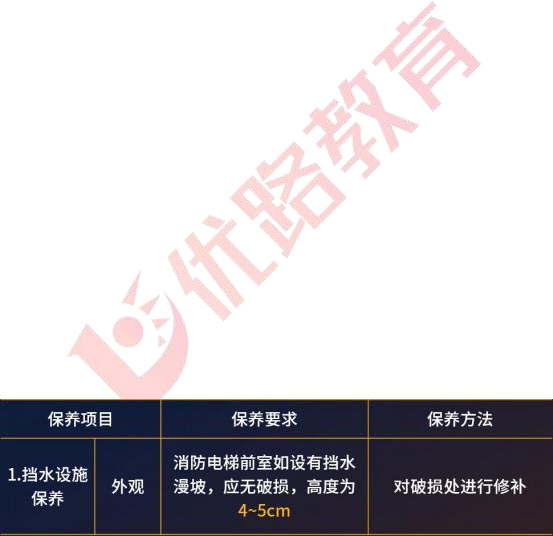 优路教育
保养项目
保养要求
保养方法
1.挡水设施
保养
外观
消防电梯前室如设有挡水
漫坡，应无破损，高度为
4~5cm
对破损处进行修补